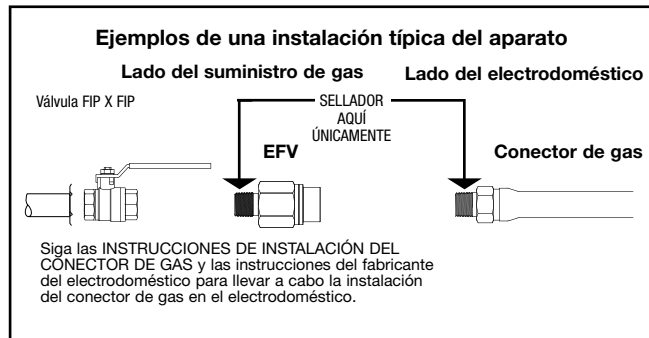 Ejemplos de una instalación típica del aparato
Lado del suministro de gas
Lado del electrodoméstico
Válvula FIP X FIP
SELLADOR
AQUÍ
ÚNICAMENTE
EFV
Conector de gas
Siga las INSTRUCCIONES DE INSTALACIÓN DEL
CONECTOR DE GAS y las instrucciones del fabricante
del electrodoméstico para llevar a cabo la instalación
del conector de gas en el electrodoméstico.